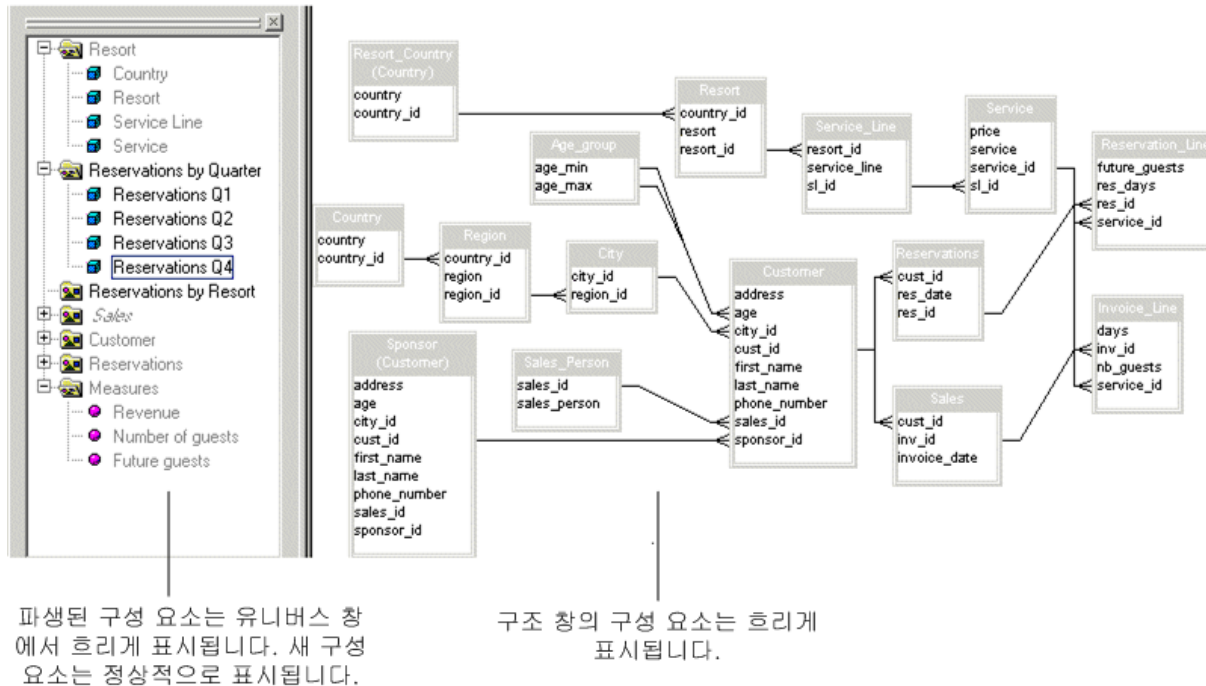 Resort
Country
Resort
Service Line
Service
Reservations by Quarter
Reservations Q1
Reservations Q2
Reservations Q3
Reservations Q4
Reservations by Resort
Sales
Customer
Reservations
Measures
Revenue
Number of guests
Future guests
Resort_Country
(Country)
country
country_id
Resort
country_id
resort
resort_id
Age_group
age_min
age_max
Service_Line
resort_id
service_line
sl_id
Service
price
service
service_id
sl_id
Reservation_Line
future_guests
res_days
res_id
service_id
Country
country
country_id
Region
country_id
region
region_id
City
city_id
region_id
Customer
address
age
city_id
cust_id
first_name
last_name
phone_number
sales_id
sponsor_id
Reservations
cust_id
res_date
res_id
Invoice_Line
days
inv_id
nb_guests
service_id
Sponsor
(Customer)
address
age
city_id
cust_id
first_name
last_name
phone_number
sales_id
sponsor_id
Sales_Person
sales_id
sales_person
Sales
cust_id
inv_id
invoice_date
파생된 구성 요소는 유니버스 창
에서 흐리게 표시됩니다. 새 구성
요소는 정상적으로 표시됩니다.
구조 창의 구성 요소는 흐리게
표시됩니다.